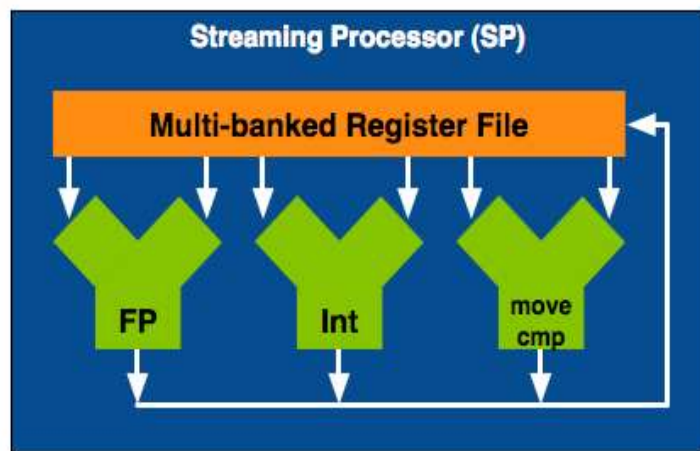 Streaming Processor (SP)
Multi-banked Register File
FP
Int
move
cmp